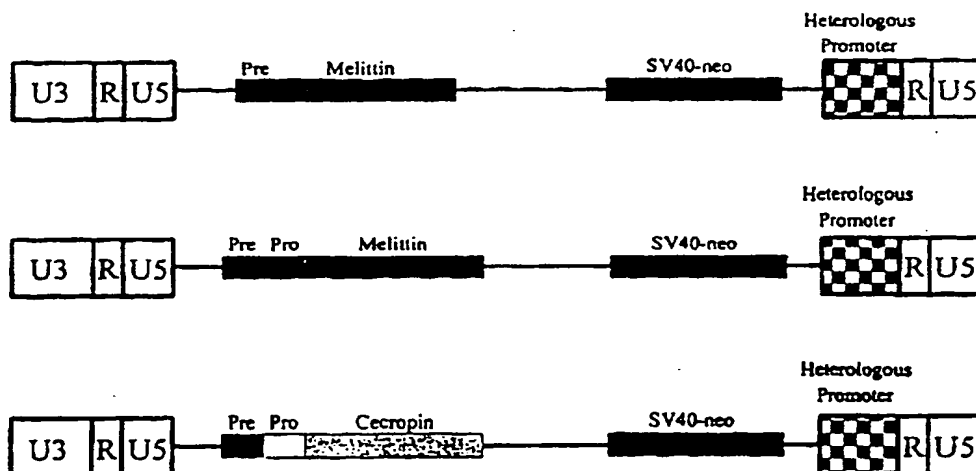 Heterologous
Promoter
Pre Melittin SV40-neo
U3 R U5 R U5
Heterologous
Promoter
Pre Pro Melittin SV40-neo
U3 R U5 R U5
Heterologous
Promoter
Pre Pro Cecropin SV40-neo
U3 R U5 R U5